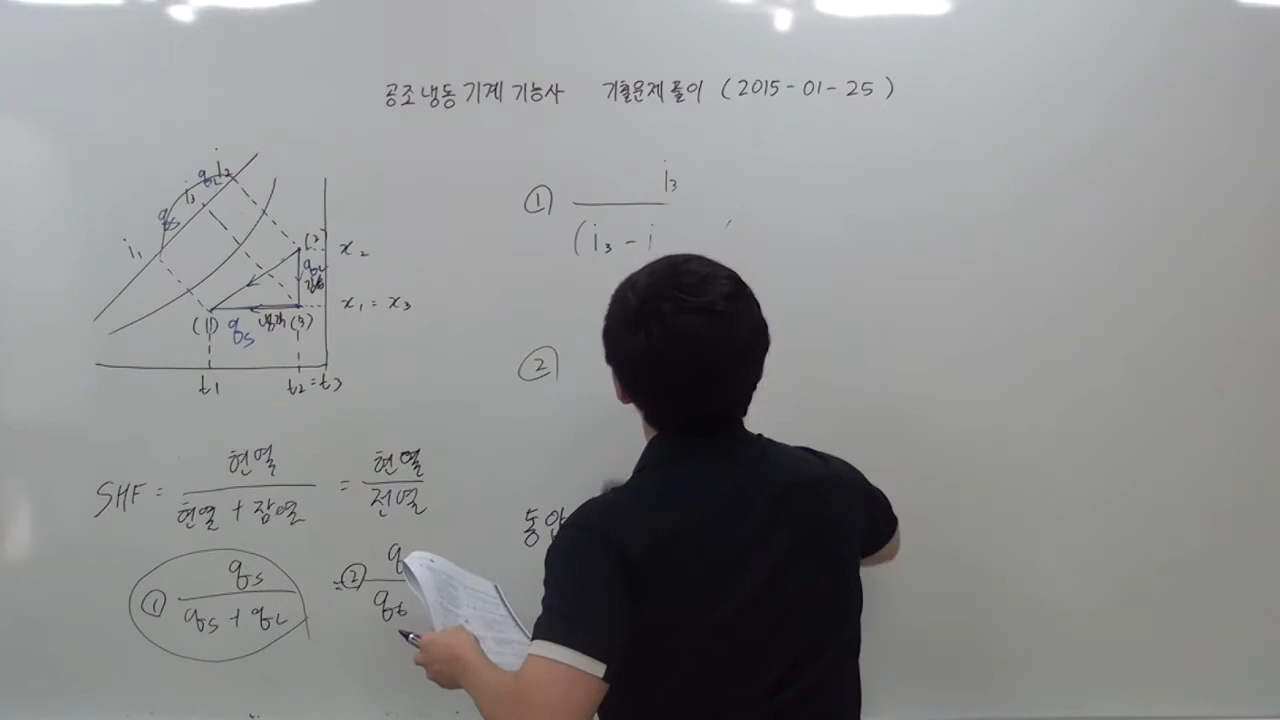 공조냉동기계기능사 기출문제풀이 (2015-01-25)
i₁
qs
i₃
qL
i₂
(2)
x₂
qL
x₁ = x₃
(1)
qs
냉각
(3)
t₁
t₂ = t₃
SHF = 현열 / (현열 + 잠열) = 현열 / 전열
① qs / (qs + qL)
= ② q / qt
① i₃ / (i₃ - i
②
동일